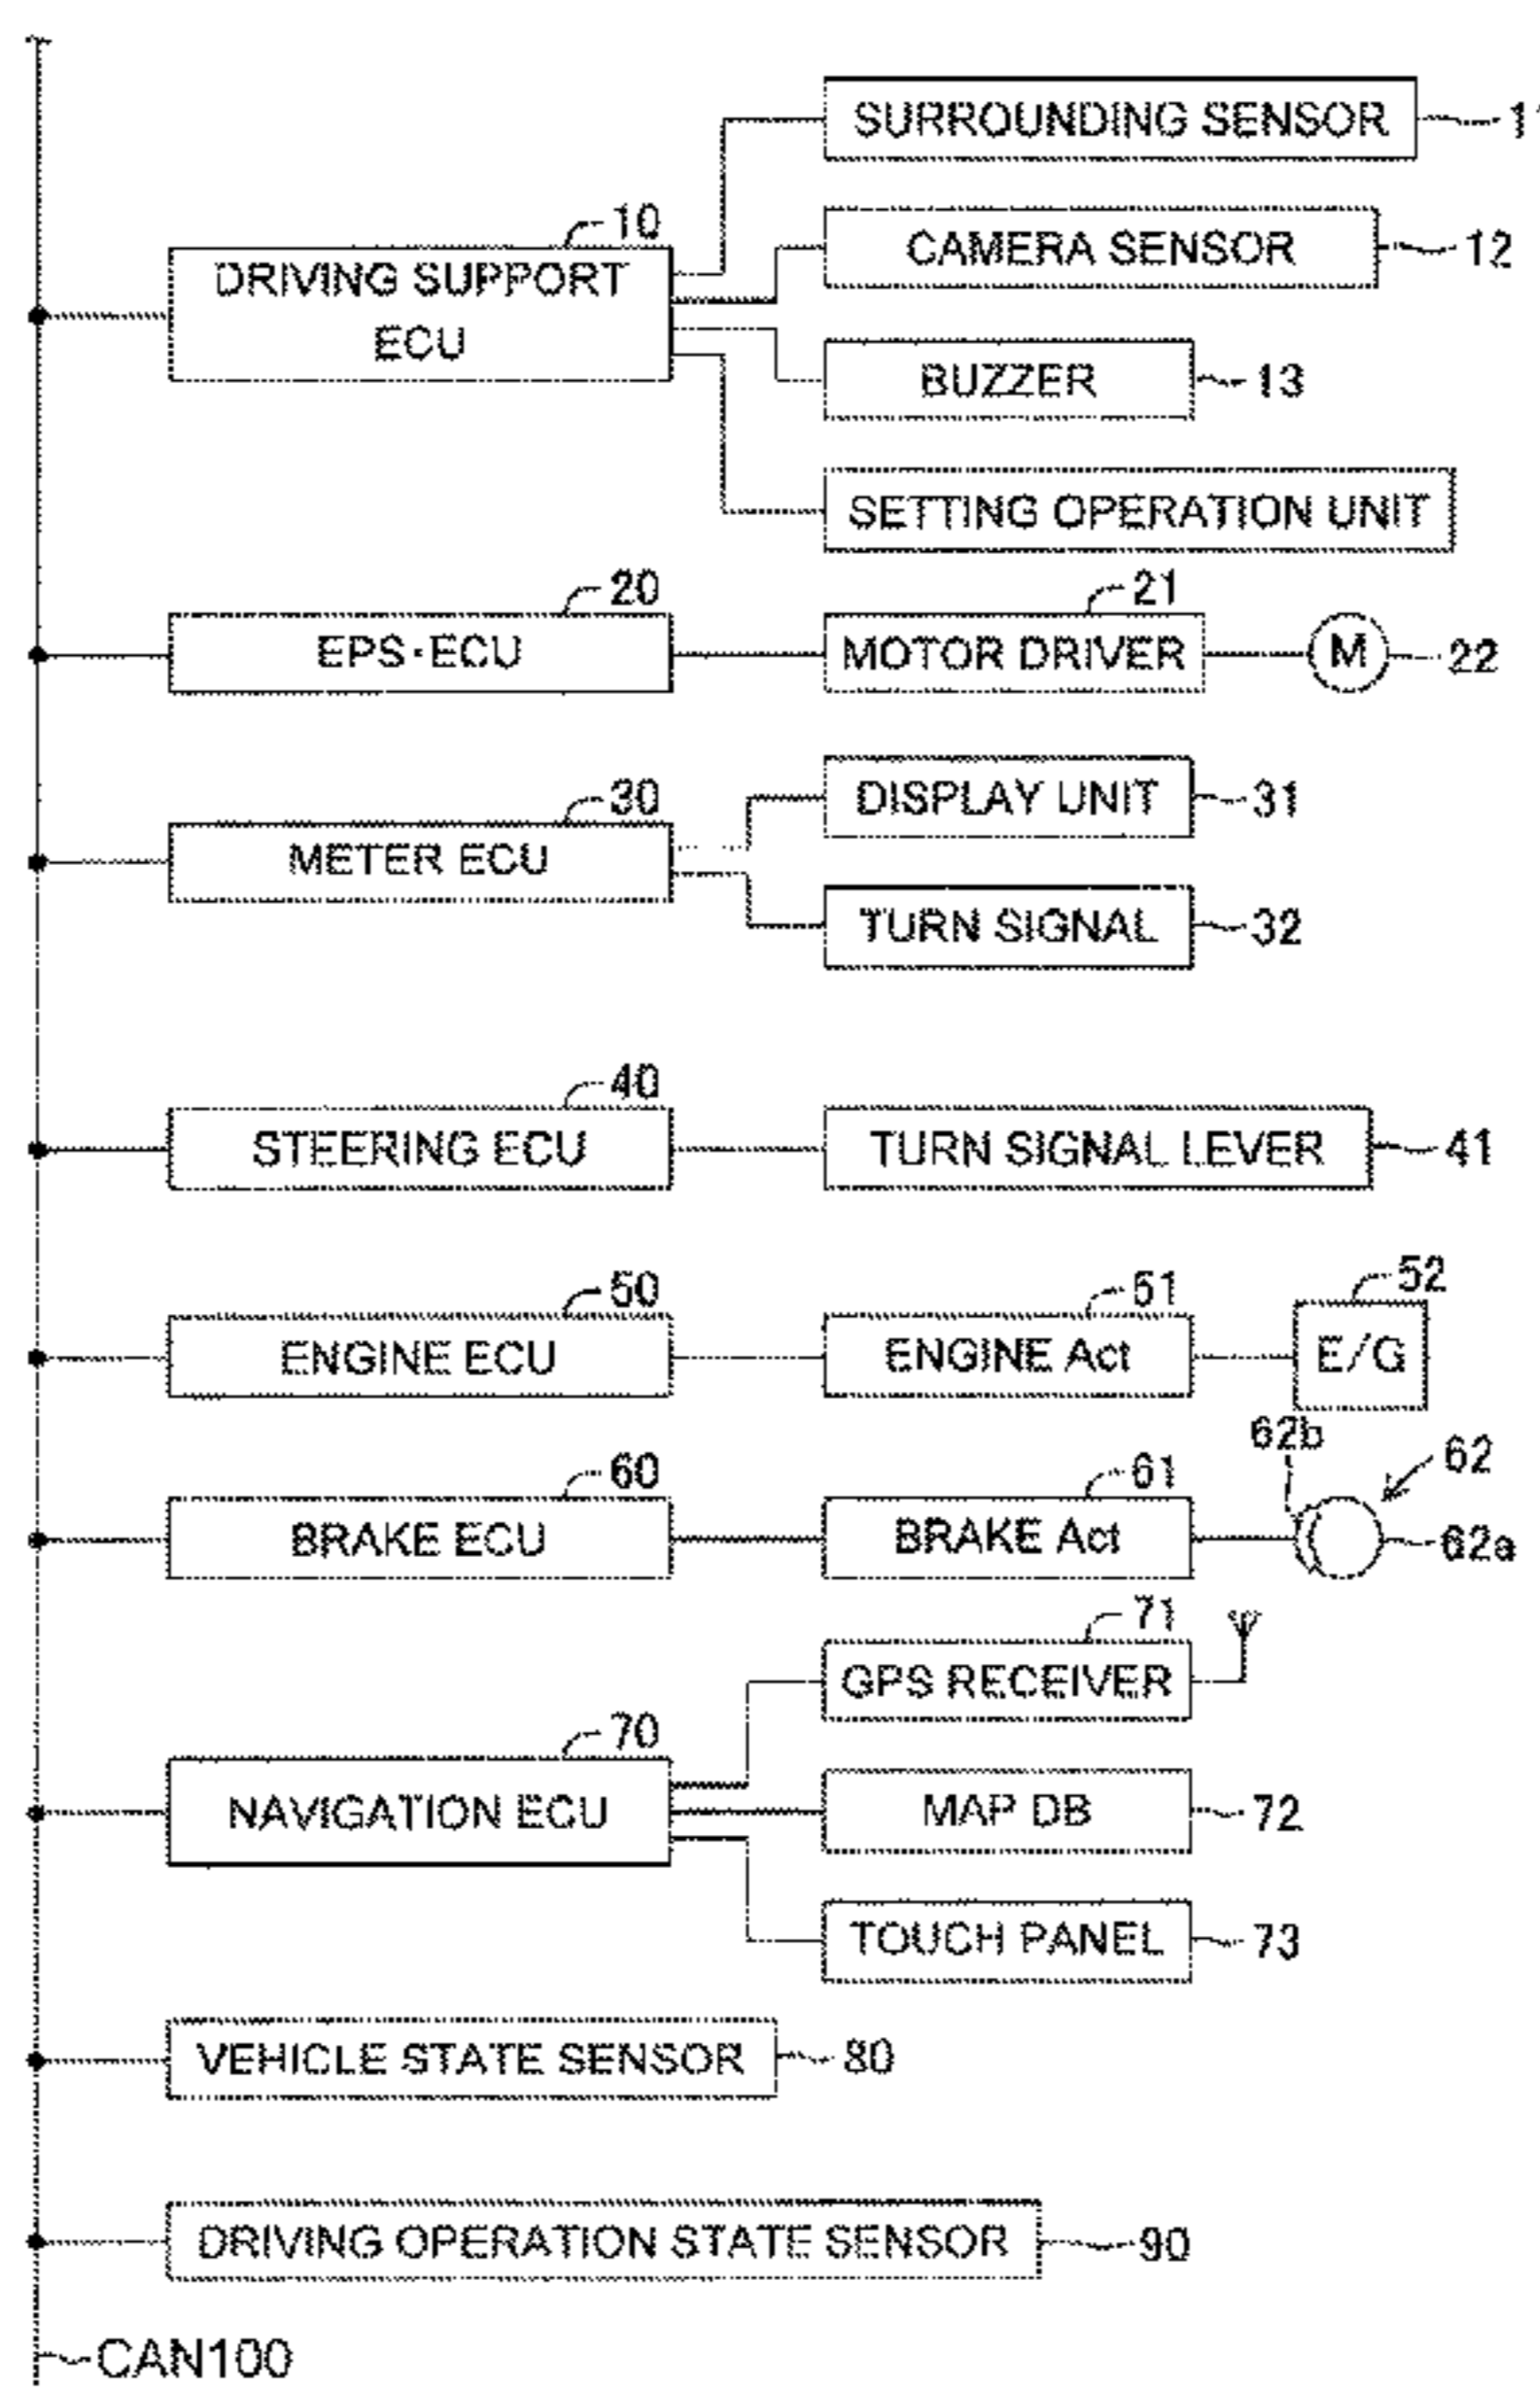 SURROUNDING SENSOR
10
CAMERA SENSOR 12
DRIVING SUPPORT
ECU
BUZZER 13
SETTING OPERATION UNIT
20 21
EPS·ECU MOTOR DRIVER M 22
DISPLAY UNIT 31
30
METER ECU
TURN SIGNAL 32
40
STEERING ECU TURN SIGNAL LEVER 41
50 51 52
ENGINE ECU ENGINE Act E/G
62b 62
60 61
BRAKE ECU BRAKE Act 62a
71
GPS RECEIVER
70
NAVIGATION ECU MAP DB 72
TOUCH PANEL 73
VEHICLE STATE SENSOR 80
DRIVING OPERATION STATE SENSOR 90
CAN100